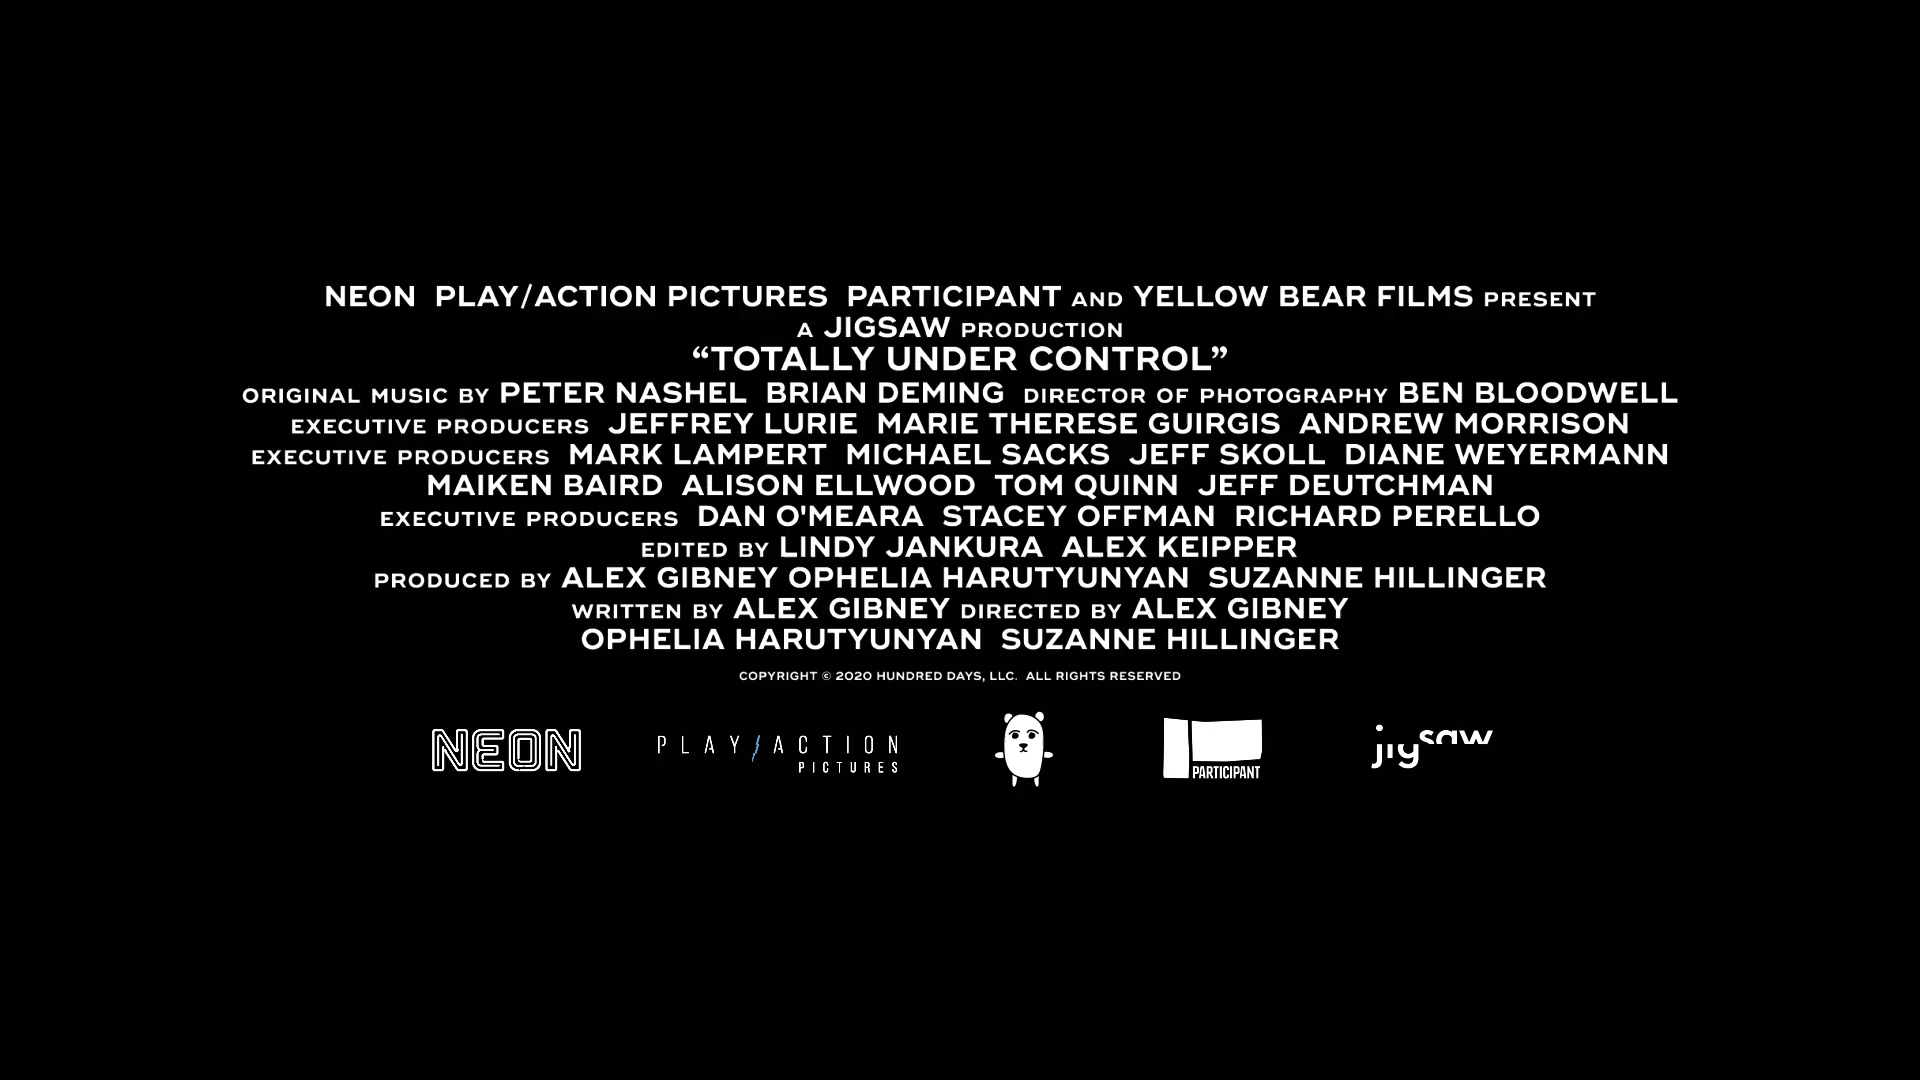 NEON PLAY/ACTION PICTURES PARTICIPANT AND YELLOW BEAR FILMS PRESENT
A JIGSAW PRODUCTION
“TOTALLY UNDER CONTROL”
ORIGINAL MUSIC BY PETER NASHEL BRIAN DEMING DIRECTOR OF PHOTOGRAPHY BEN BLOODWELL
EXECUTIVE PRODUCERS JEFFREY LURIE MARIE THERESE GUIRGIS ANDREW MORRISON
EXECUTIVE PRODUCERS MARK LAMPERT MICHAEL SACKS JEFF SKOLL DIANE WEYERMANN
MAIKEN BAIRD ALISON ELLWOOD TOM QUINN JEFF DEUTCHMAN
EXECUTIVE PRODUCERS DAN O'MEARA STACEY OFFMAN RICHARD PERELLO
EDITED BY LINDY JANKURA ALEX KEIPPER
PRODUCED BY ALEX GIBNEY OPHELIA HARUTYUNYAN SUZANNE HILLINGER
WRITTEN BY ALEX GIBNEY DIRECTED BY ALEX GIBNEY
OPHELIA HARUTYUNYAN SUZANNE HILLINGER
COPYRIGHT © 2020 HUNDRED DAYS, LLC. ALL RIGHTS RESERVED
NEON
PLAY/ACTION
PICTURES
PARTICIPANT
jigsaw